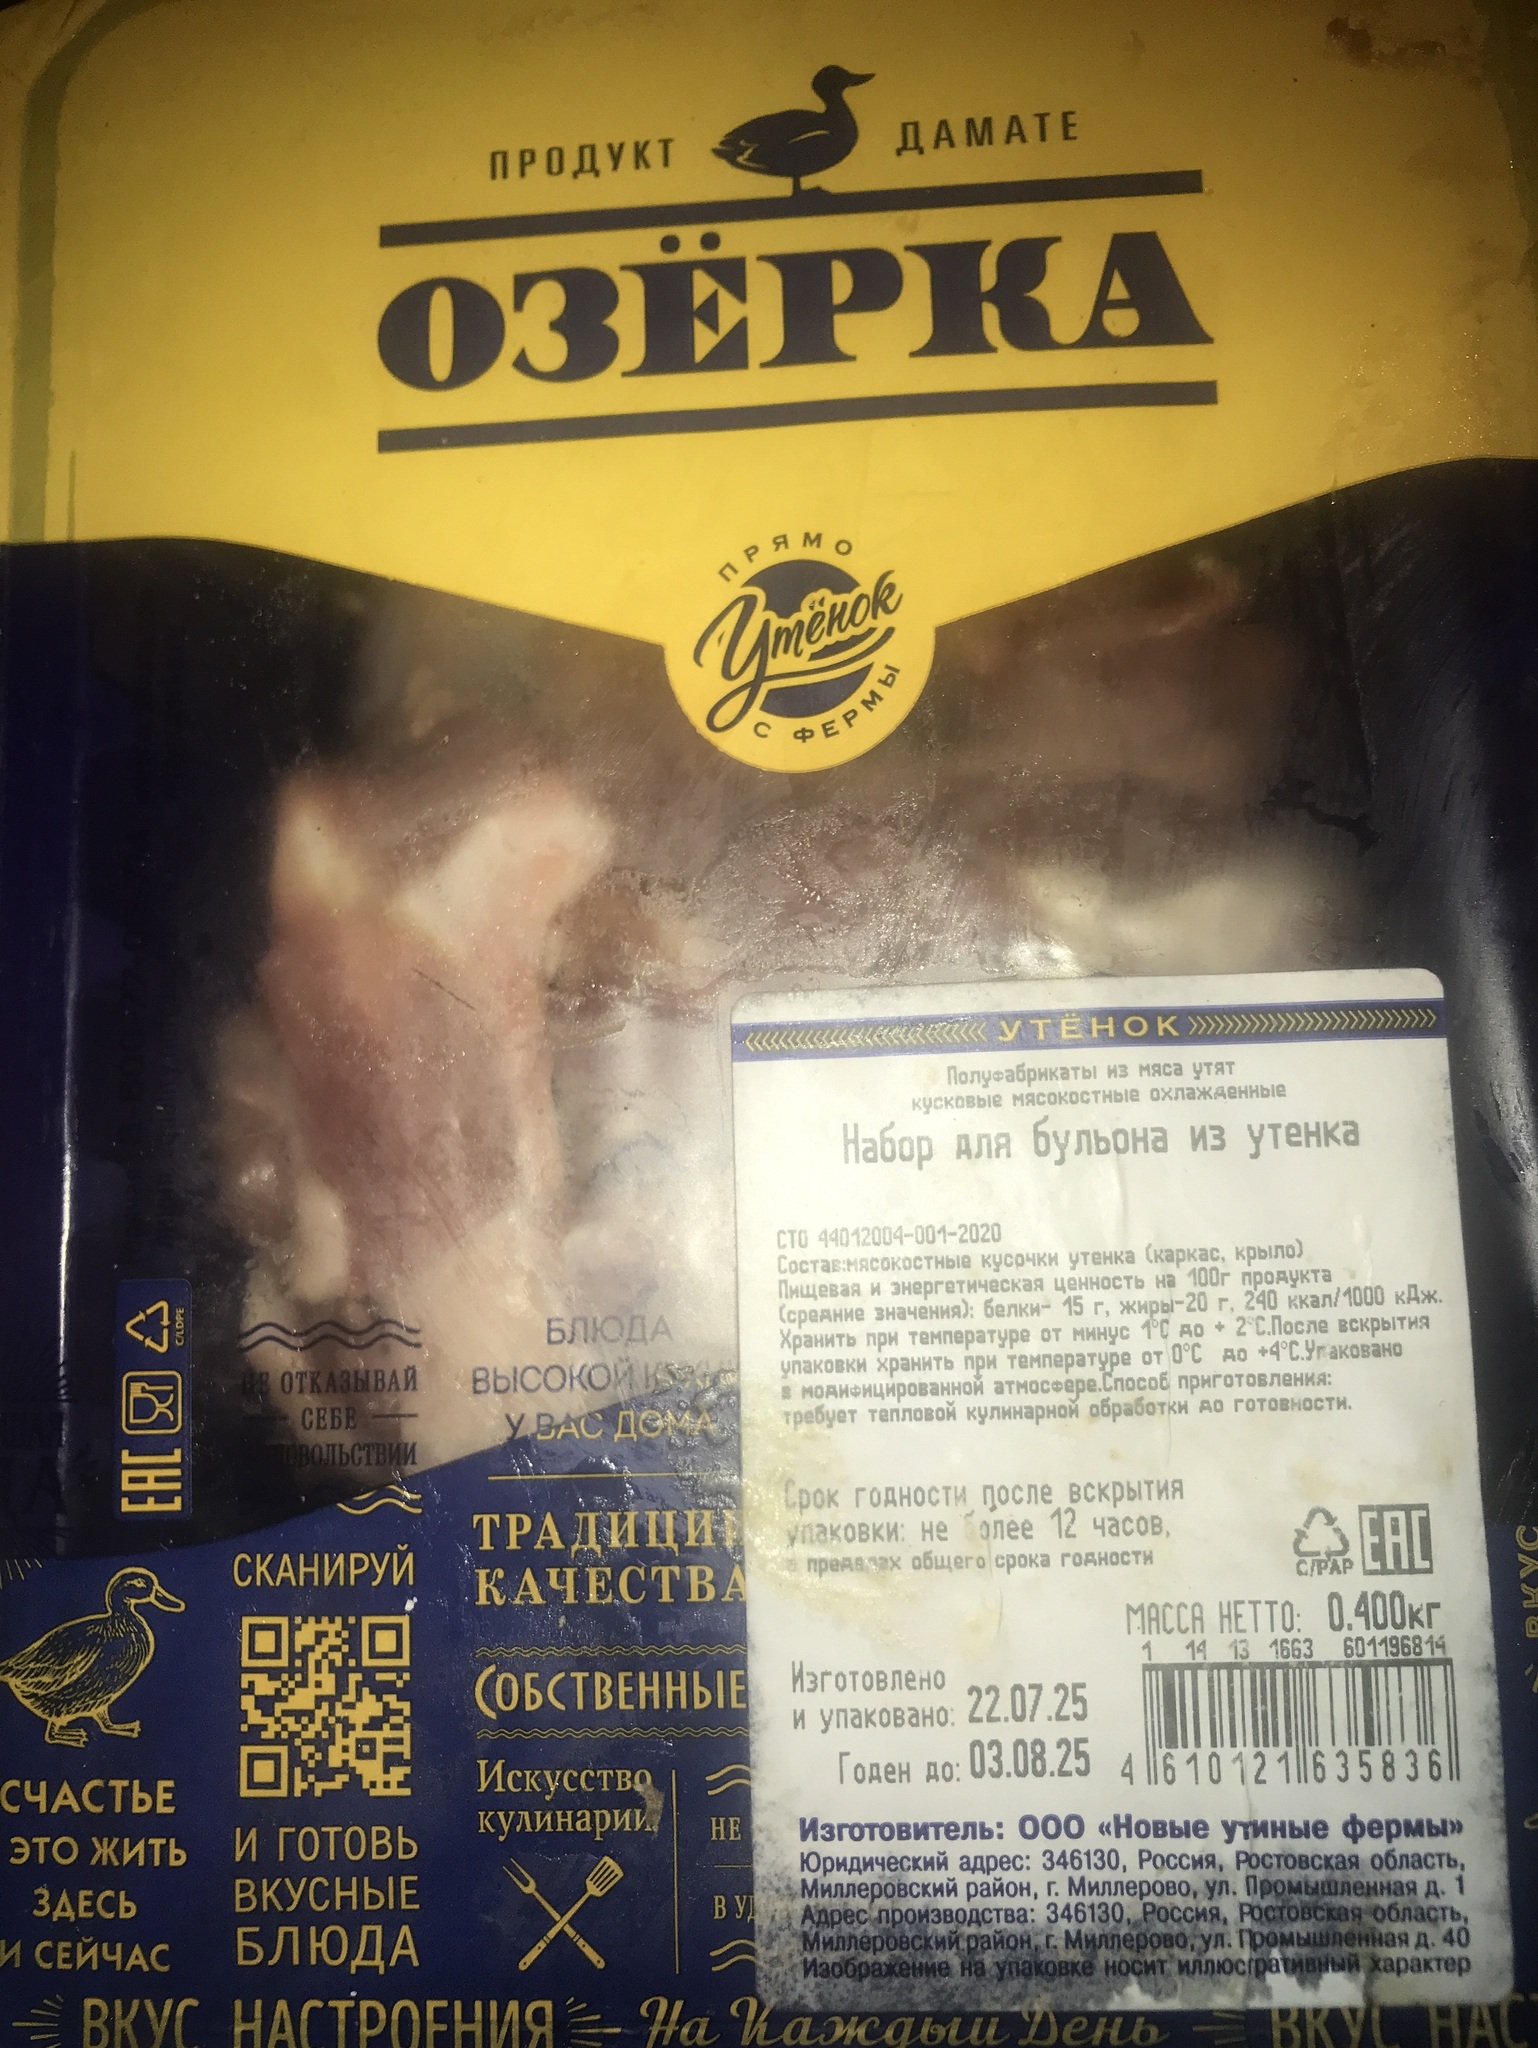 ПРОДУКТ ДАМАТЕ
ОЗЁРКА
ПРЯМО
Утёнок
С ФЕРМЫ
УТЁНОК
Полуфабрикаты из мяса утят
кусковые мясокостные охлажденные
Набор для бульона из утенка
СТО 44012004-001-2020
Состав:мясокостные кусочки утенка (каркас, крыло)
Пищевая и энергетическая ценность на 100г продукта
(средние значения): белки- 15 г, жиры-20 г, 240 ккал/1000 кДж.
Хранить при температуре от минус 1°С до + 2°С.После вскрытия
упаковки хранить при температуре от 0°С до +4°С.Упаковано
в модифицированной атмосфере.Способ приготовления:
требует тепловой кулинарной обработки до готовности.
Срок годности после вскрытия
упаковки: не более 12 часов,
в пределах общего срока годности
C/PAP EAC
МАССА НЕТТО: 0.400кг
1 14 13 1663 601196814
Изготовлено
и упаковано: 22.07.25
Годен до: 03.08.25
4 610121 635836
Изготовитель: ООО «Новые утиные фермы»
Юридический адрес: 346130, Россия, Ростовская область,
Миллеровский район, г. Миллерово, ул. Промышленная д. 1
Адрес производства: 346130, Россия, Ростовская область,
Миллеровский район, г. Миллерово, ул. Промышленная д. 40
Изображение на упаковке носит иллюстративный характер
C/LDPE
EAC
НЕ ОТКАЗЫВАЙ
СЕБЕ
БЛЮДА
ВЫСОКОЙ
У ВАС ДОМА
ТРАДИЦИИ
КАЧЕСТВА
СОБСТВЕННЫЕ
Искусство
кулинарии
НЕ
В УД
СКАНИРУЙ
И ГОТОВЬ
ВКУСНЫЕ
БЛЮДА
СЧАСТЬЕ
ЭТО ЖИТЬ
ЗДЕСЬ
И СЕЙЧАС
ВКУС НАСТРОЕНИЯ На Каждый День ВКУС НАСТ